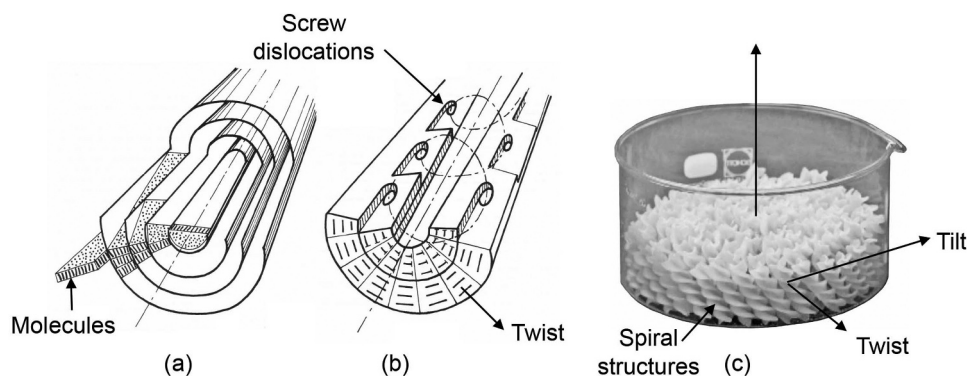 Screw
dislocations
Molecules
Twist
Tilt
Spiral
structures
Twist
(a)
(b)
(c)